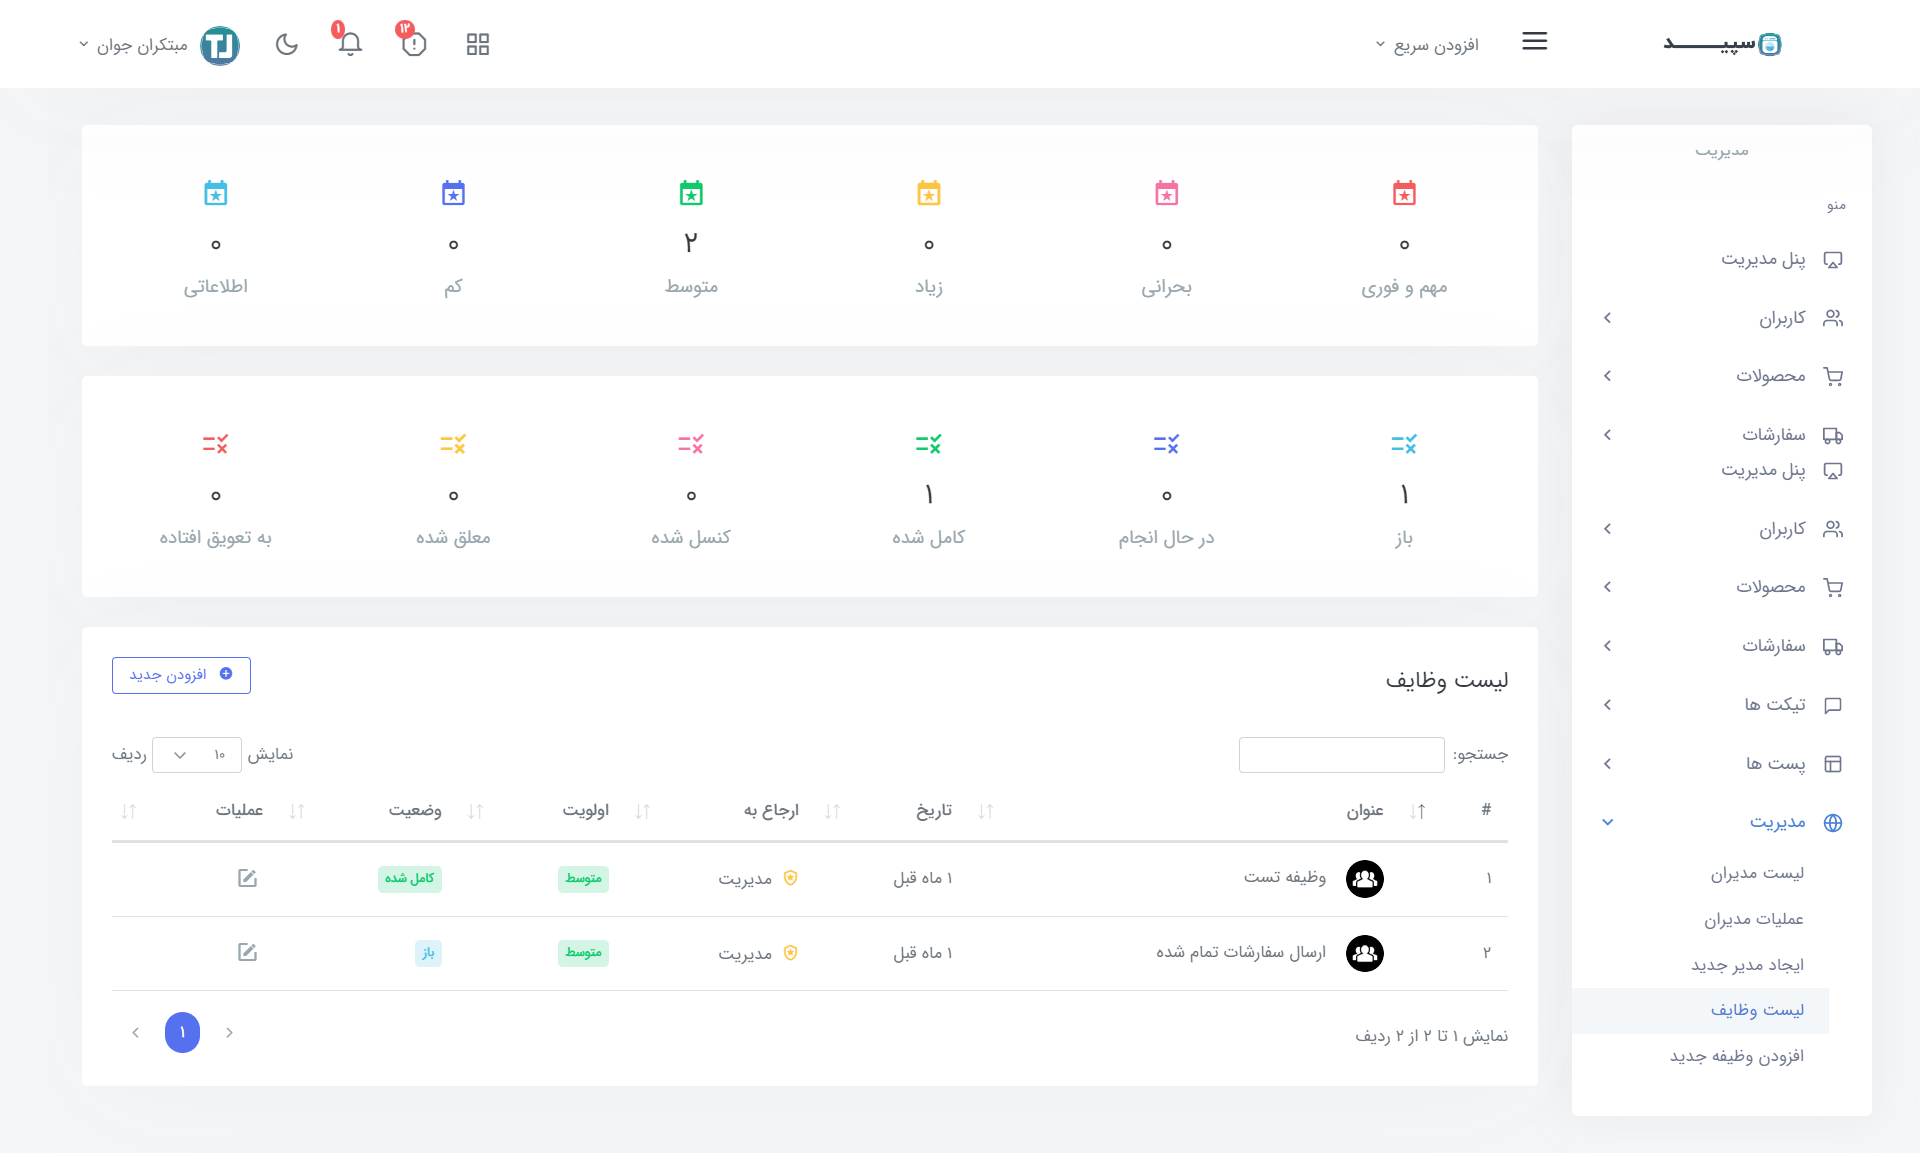 سپیـــــــد
افزودن سریع
۱۲
۱
TJ
مبتکران جوان
مدیریت
منو
پنل مدیریت
کاربران
محصولات
سفارشات
پنل مدیریت
کاربران
محصولات
سفارشات
تیکت ها
پست ها
مدیریت
لیست مدیران
عملیات مدیران
ایجاد مدیر جدید
لیست وظایف
افزودن وظیفه جدید
۰ ۰ ۰ ۲ ۰ ۰
مهم و فوری بحرانی زیاد متوسط کم اطلاعاتی
۱ ۰ ۱ ۰ ۰ ۰
باز در حال انجام کامل شده کنسل شده معلق شده به تعویق افتاده
لیست وظایف
افزودن جدید
جستجو:
نمایش ۱۰ ردیف
# عنوان تاریخ ارجاع به اولویت وضعیت عملیات
۱ وظیفه تست ۱ ماه قبل مدیریت متوسط کامل شده
۲ ارسال سفارشات تمام شده ۱ ماه قبل مدیریت متوسط باز
نمایش ۱ تا ۲ از ۲ ردیف
۱